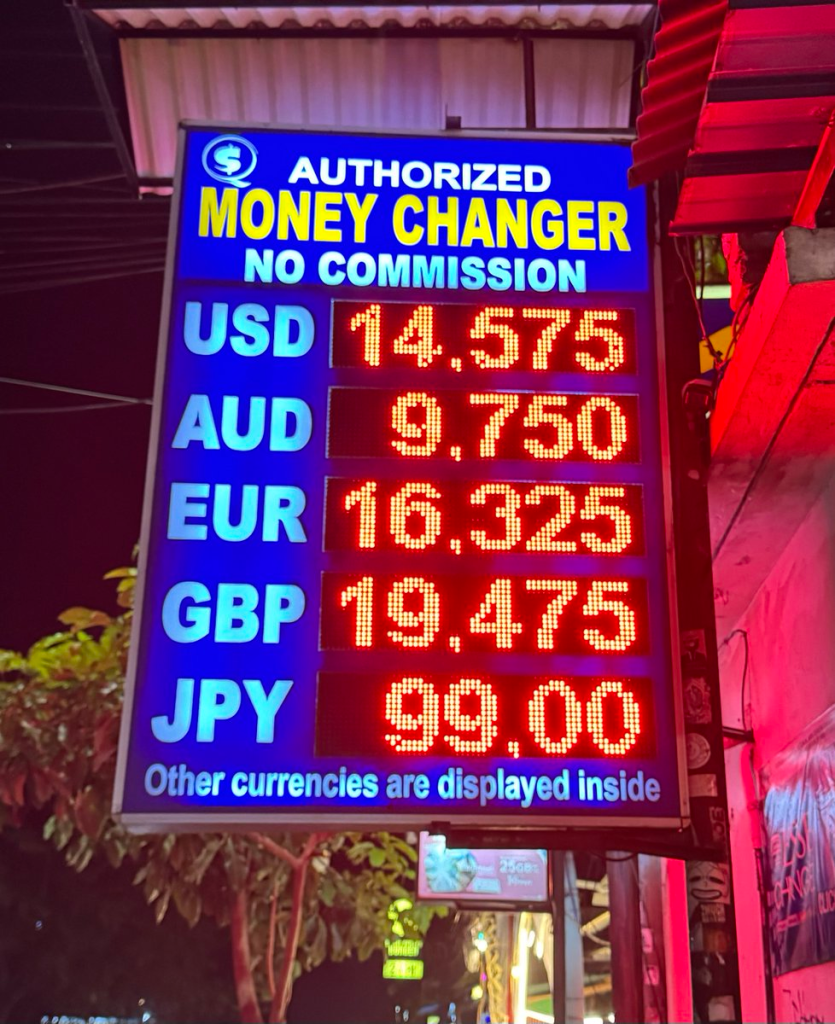 AUTHORIZED
MONEY CHANGER
NO COMMISSION
USD 14,575
AUD 9,750
EUR 16,325
GBP 19,475
JPY 99,00
Other currencies are displayed inside
25GB